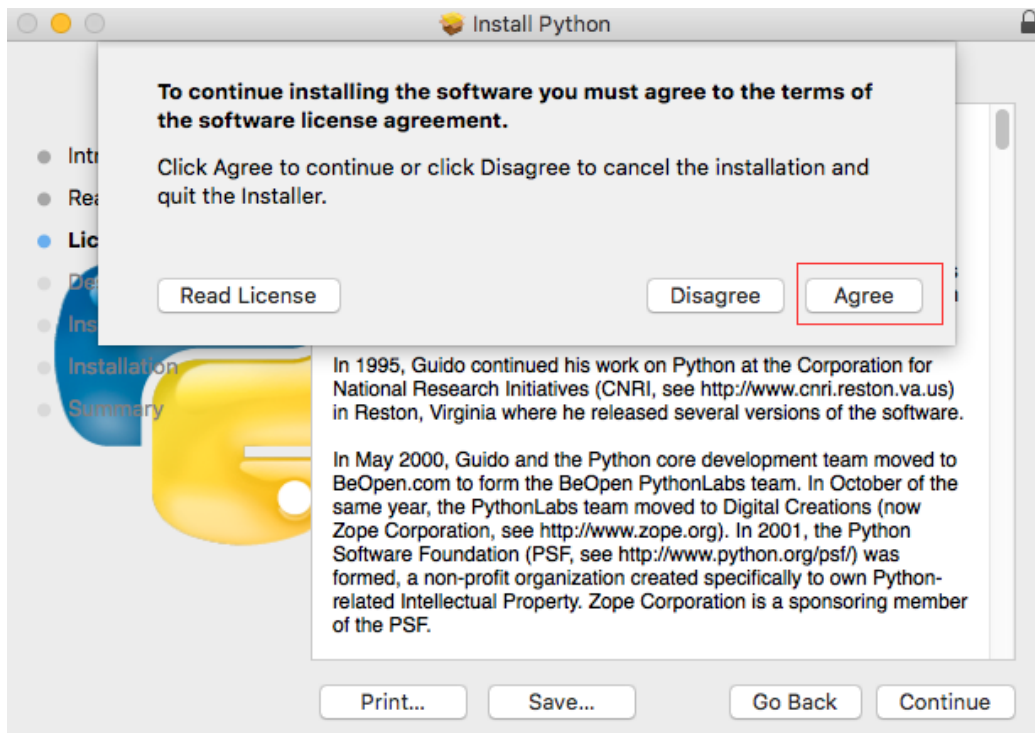 Install Python
To continue installing the software you must agree to the terms of
the software license agreement.
Click Agree to continue or click Disagree to cancel the installation and
quit the Installer.
Read License
Disagree
Agree
Intr
Rea
Lic
De
Ins
Installation
Summary
In 1995, Guido continued his work on Python at the Corporation for
National Research Initiatives (CNRI, see http://www.cnri.reston.va.us)
in Reston, Virginia where he released several versions of the software.
In May 2000, Guido and the Python core development team moved to
BeOpen.com to form the BeOpen PythonLabs team. In October of the
same year, the PythonLabs team moved to Digital Creations (now
Zope Corporation, see http://www.zope.org). In 2001, the Python
Software Foundation (PSF, see http://www.python.org/psf/) was
formed, a non-profit organization created specifically to own Python-
related Intellectual Property. Zope Corporation is a sponsoring member
of the PSF.
Print...
Save...
Go Back
Continue